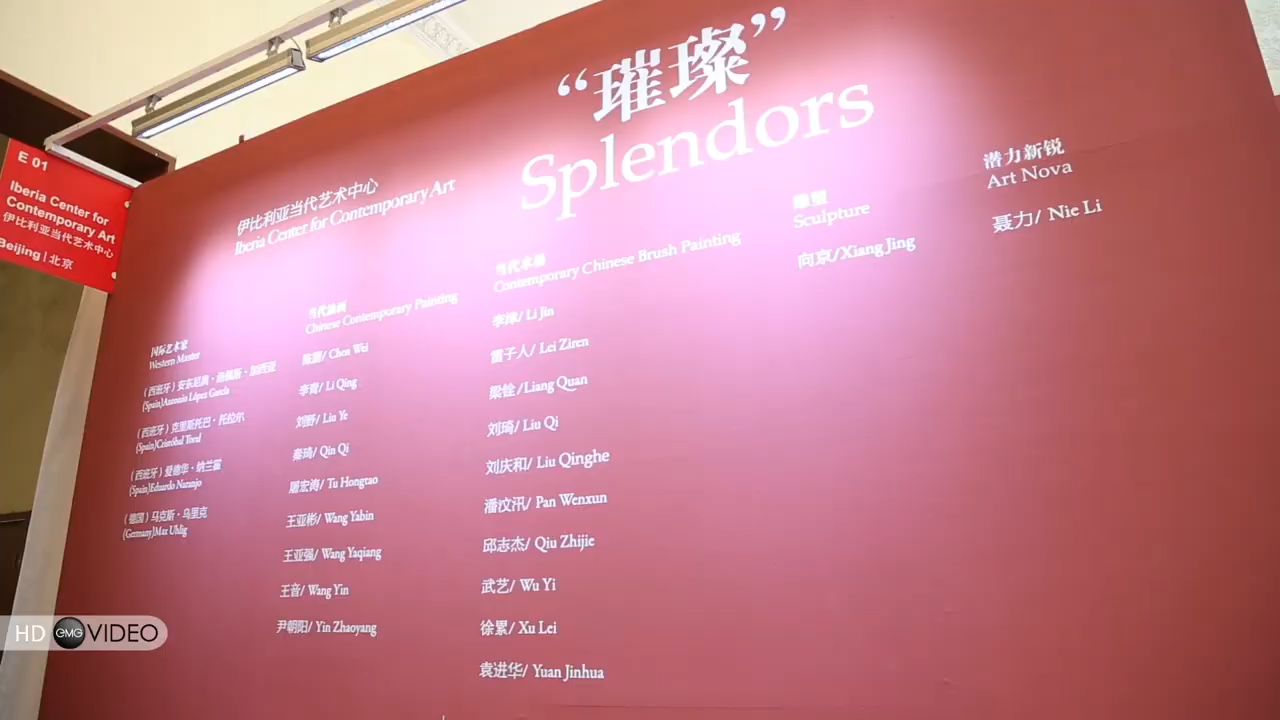 “璀璨”
Splendors
E 01
Iberia Center for
Contemporary Art
伊比利亚当代艺术中心
Beijing | 北京
伊比利亚当代艺术中心
Iberia Center for Contemporary Art
国际艺术家
Western Master
(西班牙)安东尼奥·洛佩斯·加西亚
(Spain)Antonio López García
(西班牙)克里斯托巴·托拉尔
(Spain)Cristóbal Toral
(西班牙)爱德华·纳兰霍
(Spain)Eduardo Naranjo
(德国)马克斯·乌里克
(Germany)Max Uhlig
当代油画
Chinese Contemporary Painting
/ Chen Wei
李青/ Li Qing
刘野/ Liu Ye
秦琦/ Qin Qi
屠宏涛/ Tu Hongtao
王亚彬/ Wang Yabin
王亚强/ Wang Yaqiang
王音/ Wang Yin
尹朝阳/ Yin Zhaoyang
当代水墨
Contemporary Chinese Brush Painting
李津/ Li Jin
雷子人/ Lei Ziren
梁铨/Liang Quan
刘琦/ Liu Qi
刘庆和/ Liu Qinghe
潘汶汛/ Pan Wenxun
邱志杰/ Qiu Zhijie
武艺/ Wu Yi
徐累/ Xu Lei
袁进华/ Yuan Jinhua
雕塑
Sculpture
向京/Xiang Jing
潜力新锐
Art Nova
聂力/ Nie Li
HD GMG VIDEO